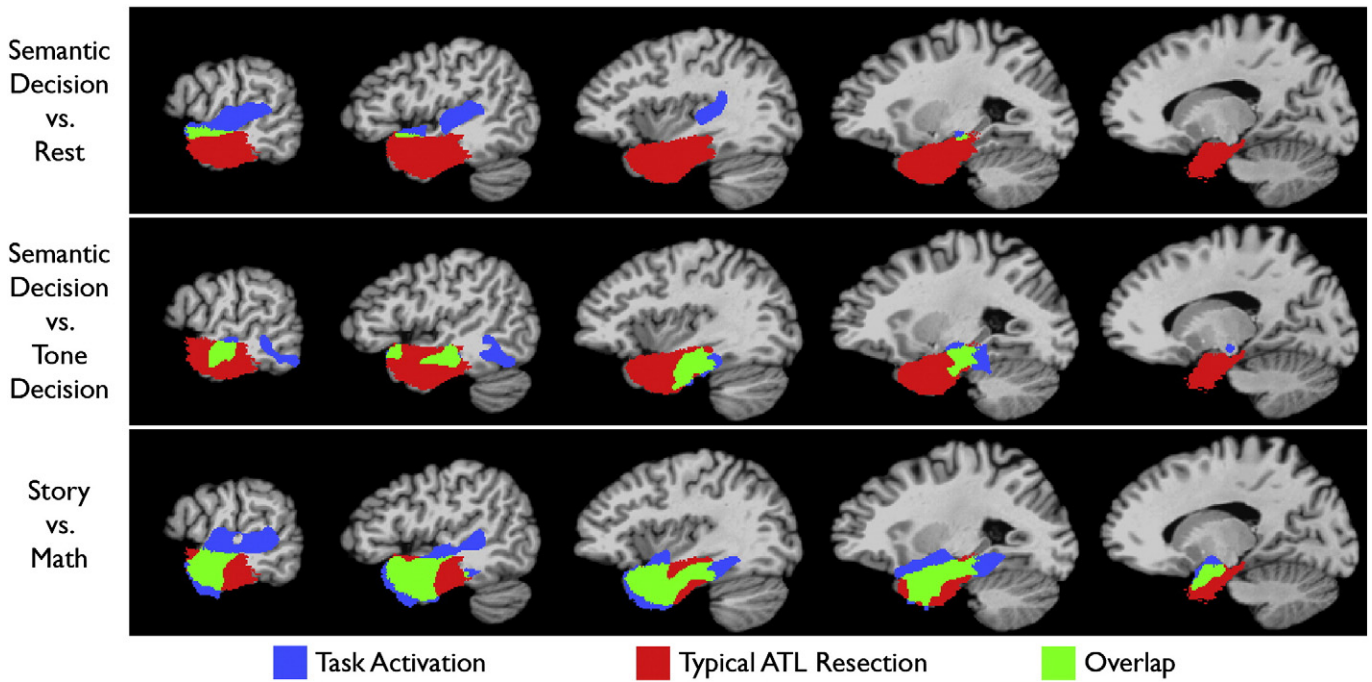 Semantic
Decision
vs.
Rest
Semantic
Decision
vs.
Tone
Decision
Story
vs.
Math
Task Activation
Typical ATL Resection
Overlap